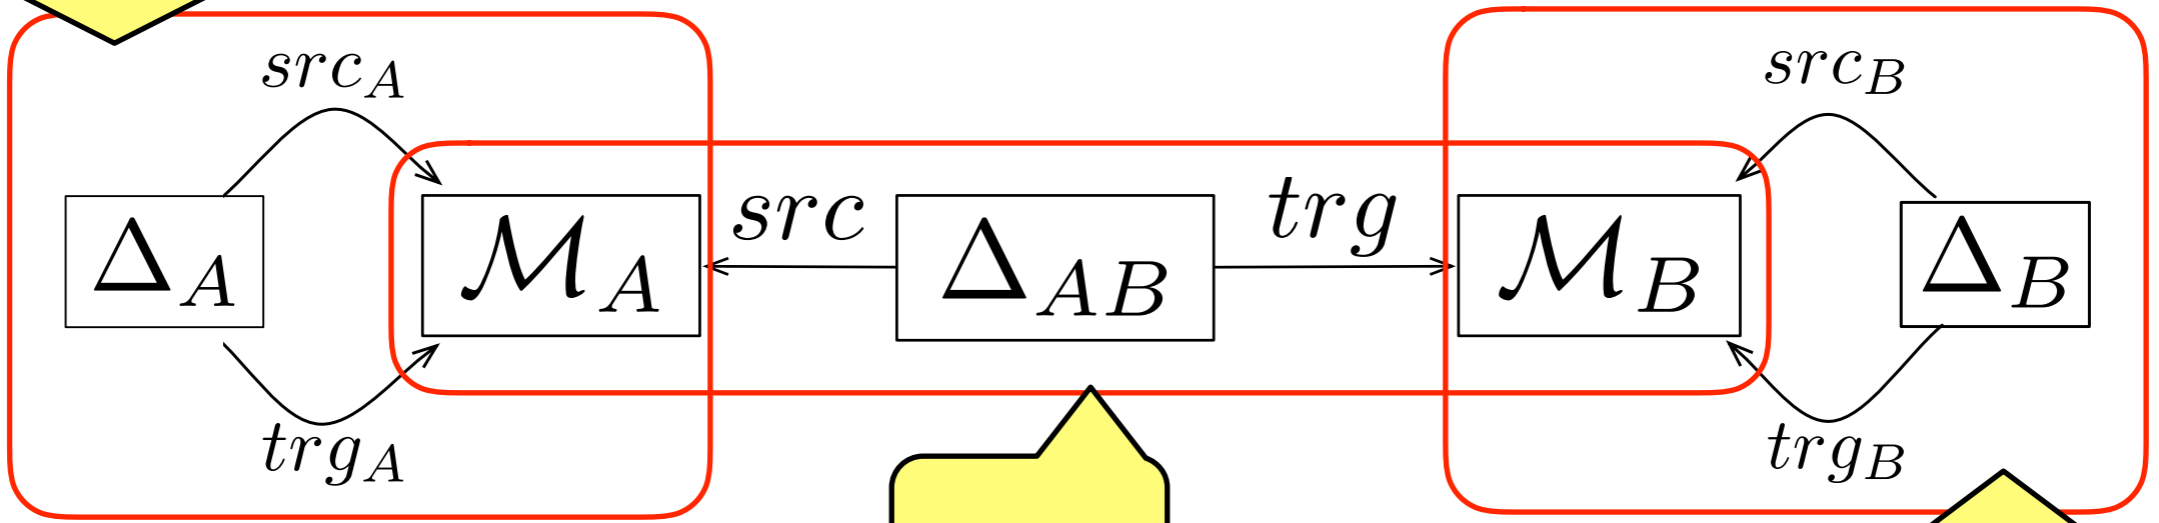 src_A
src_B
Δ_A
ℳ_A
src
Δ_AB
trg
ℳ_B
Δ_B
trg_A
trg_B